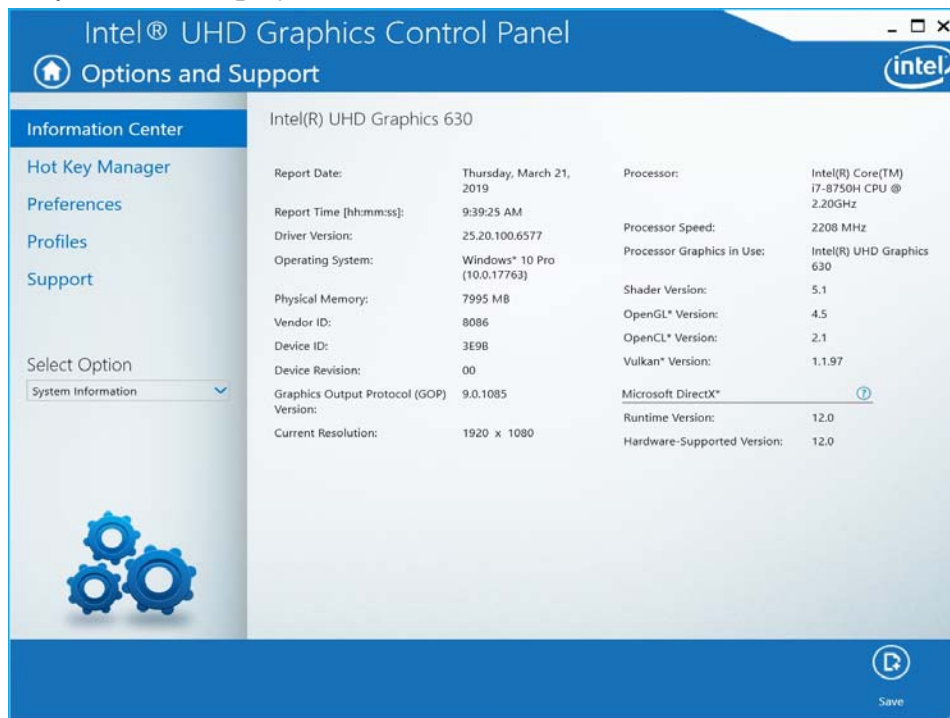 Intel® UHD Graphics Control Panel
Options and Support
intel
Information Center
Hot Key Manager
Preferences
Profiles
Support
Select Option
System Information
Intel(R) UHD Graphics 630
Report Date: Thursday, March 21,
2019
Report Time [hh:mm:ss]: 9:39:25 AM
Driver Version: 25.20.100.6577
Operating System: Windows* 10 Pro
(10.0.17763)
Physical Memory: 7995 MB
Vendor ID: 8086
Device ID: 3E9B
Device Revision: 00
Graphics Output Protocol (GOP) 9.0.1085
Version:
Current Resolution: 1920 x 1080
Processor: Intel(R) Core(TM)
i7-8750H CPU @
2.20GHz
Processor Speed: 2208 MHz
Processor Graphics in Use: Intel(R) UHD Graphics
630
Shader Version: 5.1
OpenGL* Version: 4.5
OpenCL* Version: 2.1
Vulkan* Version: 1.1.97
Microsoft DirectX* ?
Runtime Version: 12.0
Hardware-Supported Version: 12.0
Save